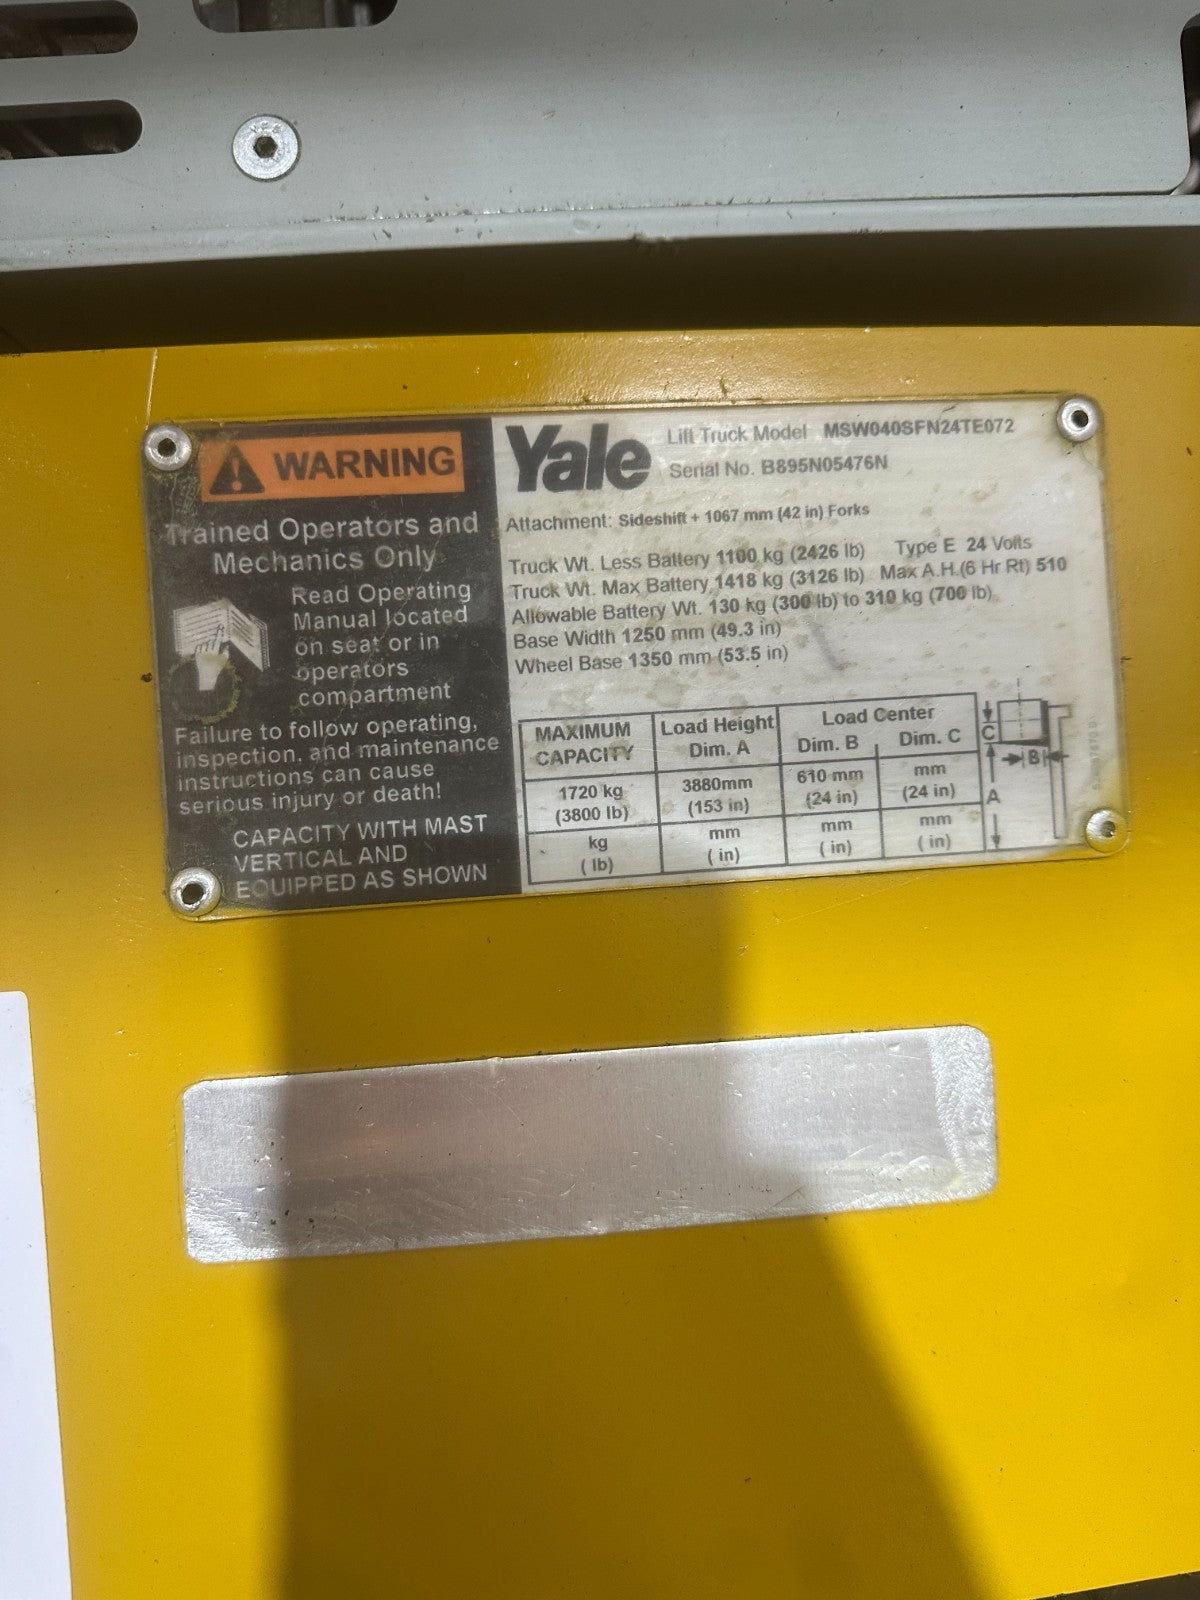 WARNING
Trained Operators and
Mechanics Only
Read Operating
Manual located
on seat or in
operators
compartment
Failure to follow operating,
inspection, and maintenance
instructions can cause
serious injury or death!
CAPACITY WITH MAST
VERTICAL AND
EQUIPPED AS SHOWN
Yale
Lift Truck Model MSW040SFN24TE072
Serial No. B895N05476N
Attachment: Sideshift + 1067 mm (42 in) Forks
Truck Wt. Less Battery 1100 kg (2426 lb) Type E 24 Volts
Truck Wt. Max Battery 1418 kg (3126 lb) Max A.H.(6 Hr Rt) 510
Allowable Battery Wt. 130 kg (300 lb) to 310 kg (700 lb)
Base Width 1250 mm (49.3 in)
Wheel Base 1350 mm (53.5 in)
MAXIMUM CAPACITY Load Height Dim. A Load Center Dim. B Dim. C
1720 kg 3880mm 610 mm mm
(3800 lb) (153 in) (24 in) (24 in)
kg mm mm mm
( lb) ( in) ( in) ( in)
C
B
A